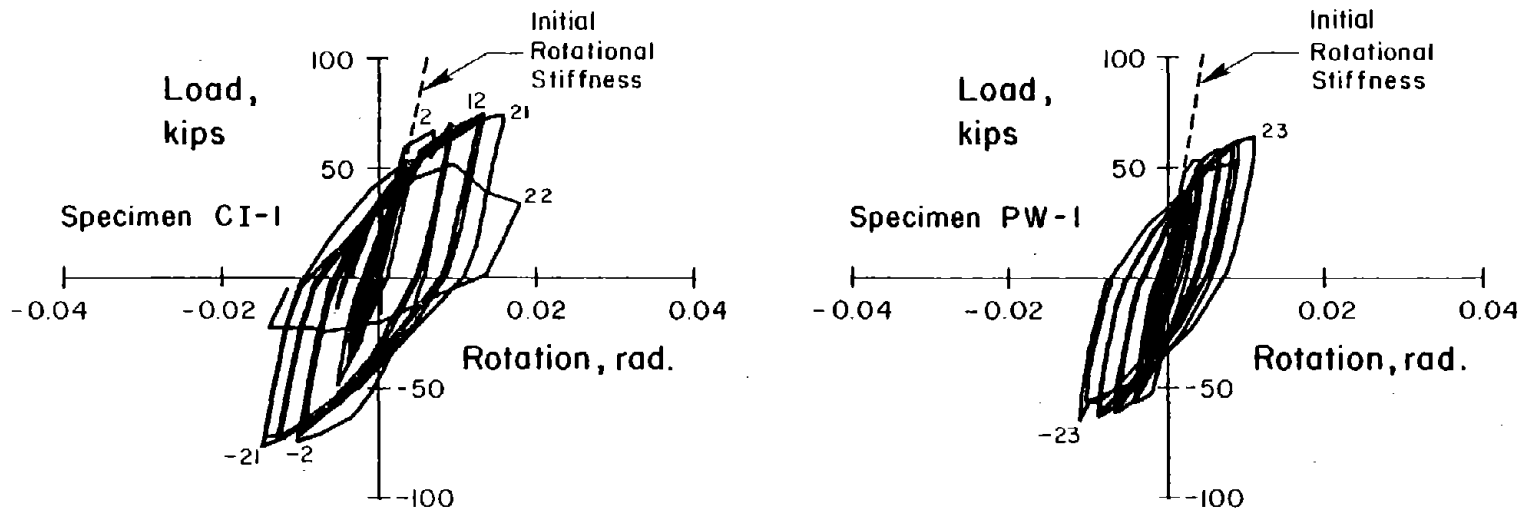 Initial
Rotational
Stiffness
100
Load,
kips
2
12
21
50
22
Specimen CI-1
-0.04
-0.02
0.02
0.04
Rotation, rad.
-50
-21
-2
-100
Initial
Rotational
Stiffness
100
Load,
kips
23
50
Specimen PW-1
-0.04
-0.02
0.02
0.04
Rotation, rad.
-50
-23
-100